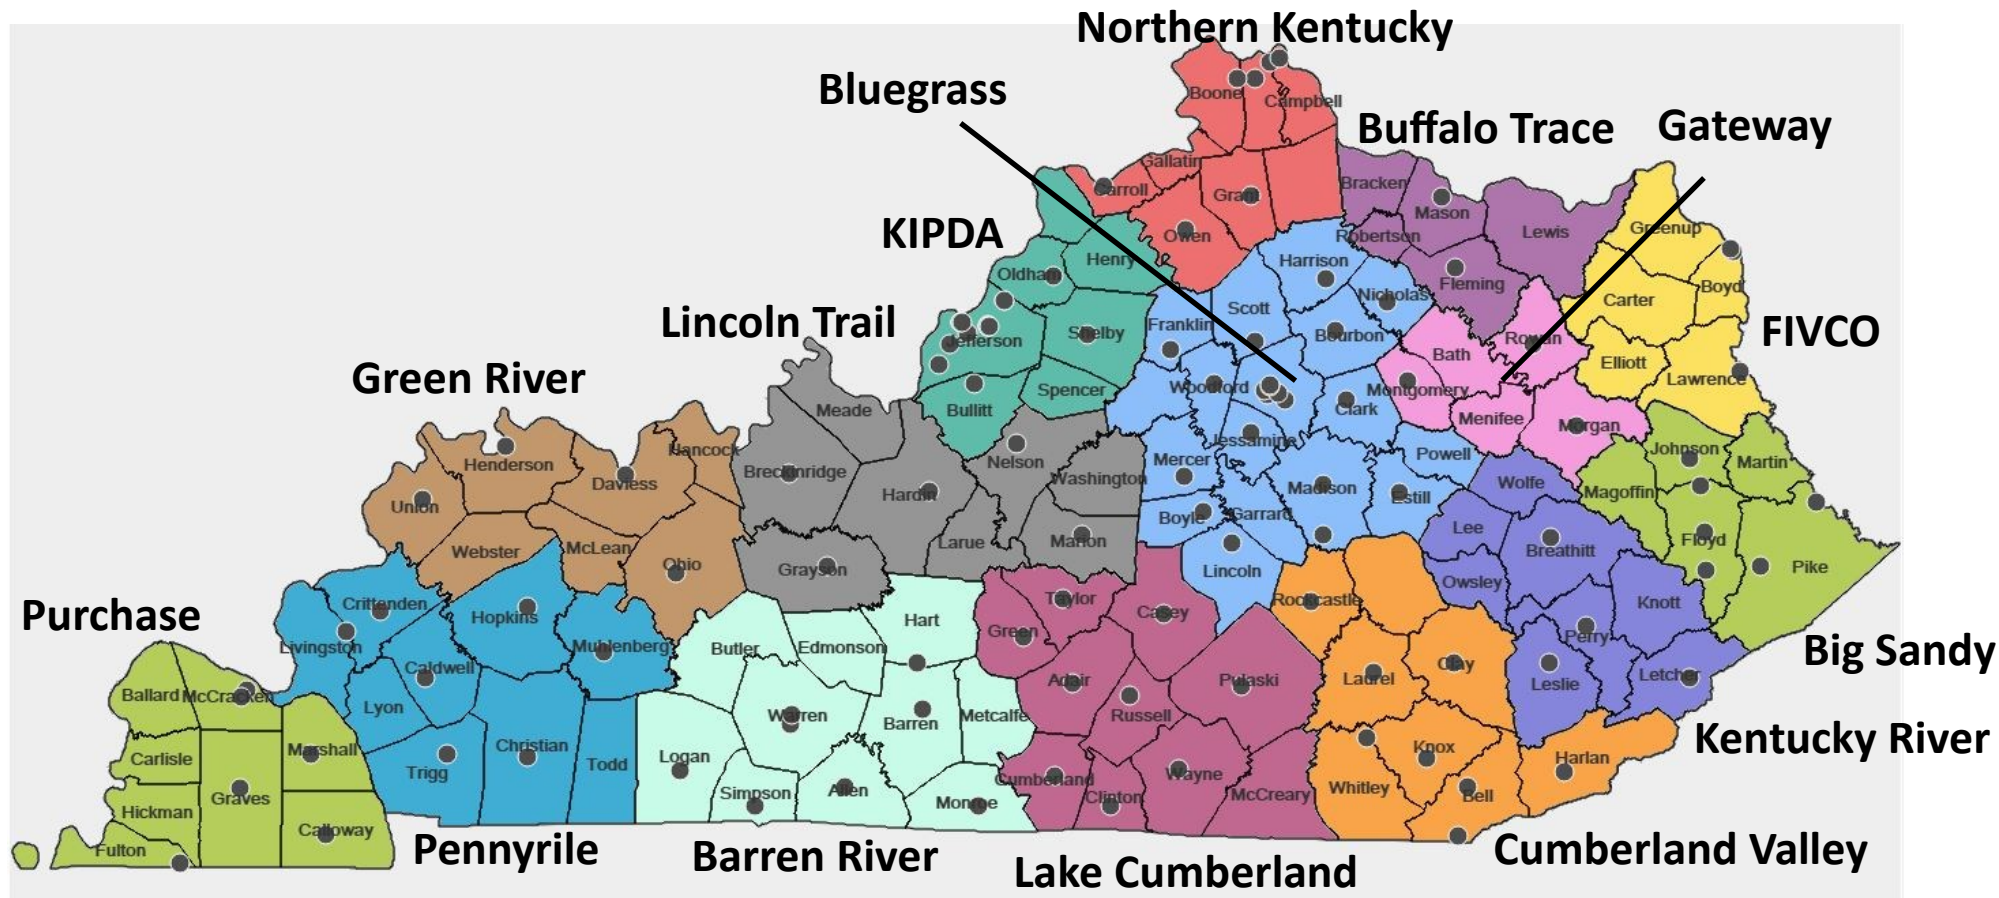 Northern Kentucky
Bluegrass
Buffalo Trace
Gateway
KIPDA
Lincoln Trail
FIVCO
Green River
Purchase
Big Sandy
Kentucky River
Pennyrile
Barren River
Lake Cumberland
Cumberland Valley
Boone
Campbell
Gallatin
Carroll
Grant
Owen
Bracken
Mason
Robertson
Lewis
Fleming
Greenup
Carter
Boyd
Elliott
Lawrence
Henry
Oldham
Jefferson
Shelby
Bullitt
Spencer
Harrison
Nicholas
Scott
Franklin
Bourbon
Woodford
Clark
Jessamine
Mercer
Madison
Powell
Estill
Boyle
Garrard
Lincoln
Bath
Rowan
Montgomery
Menifee
Morgan
Johnson
Martin
Magoffin
Floyd
Pike
Wolfe
Lee
Breathitt
Owsley
Knott
Perry
Leslie
Letcher
Meade
Breckinridge
Hardin
Nelson
Washington
Larue
Marion
Grayson
Hancock
Henderson
Daviess
Union
Webster
McLean
Ohio
Crittenden
Livingston
Hopkins
Muhlenberg
Caldwell
Lyon
Trigg
Christian
Todd
Ballard
McCracken
Carlisle
Marshall
Hickman
Graves
Fulton
Calloway
Hart
Butler
Edmonson
Warren
Barren
Metcalfe
Logan
Simpson
Allen
Monroe
Taylor
Casey
Green
Adair
Russell
Pulaski
Cumberland
Clinton
Wayne
McCreary
Rockcastle
Laurel
Clay
Knox
Whitley
Bell
Harlan